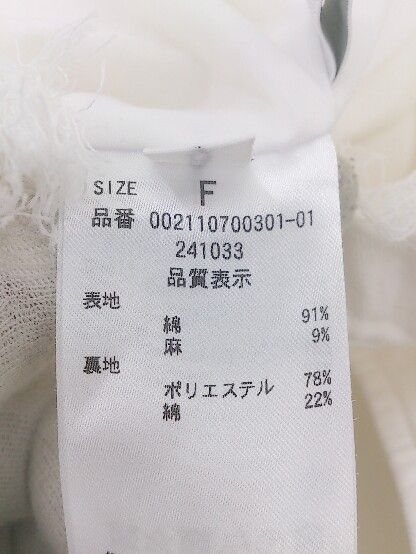 SIZE F
品番 002110700301-01
241033
品質表示
表地
綿 91%
麻 9%
裏地
ポリエステル 78%
綿 22%